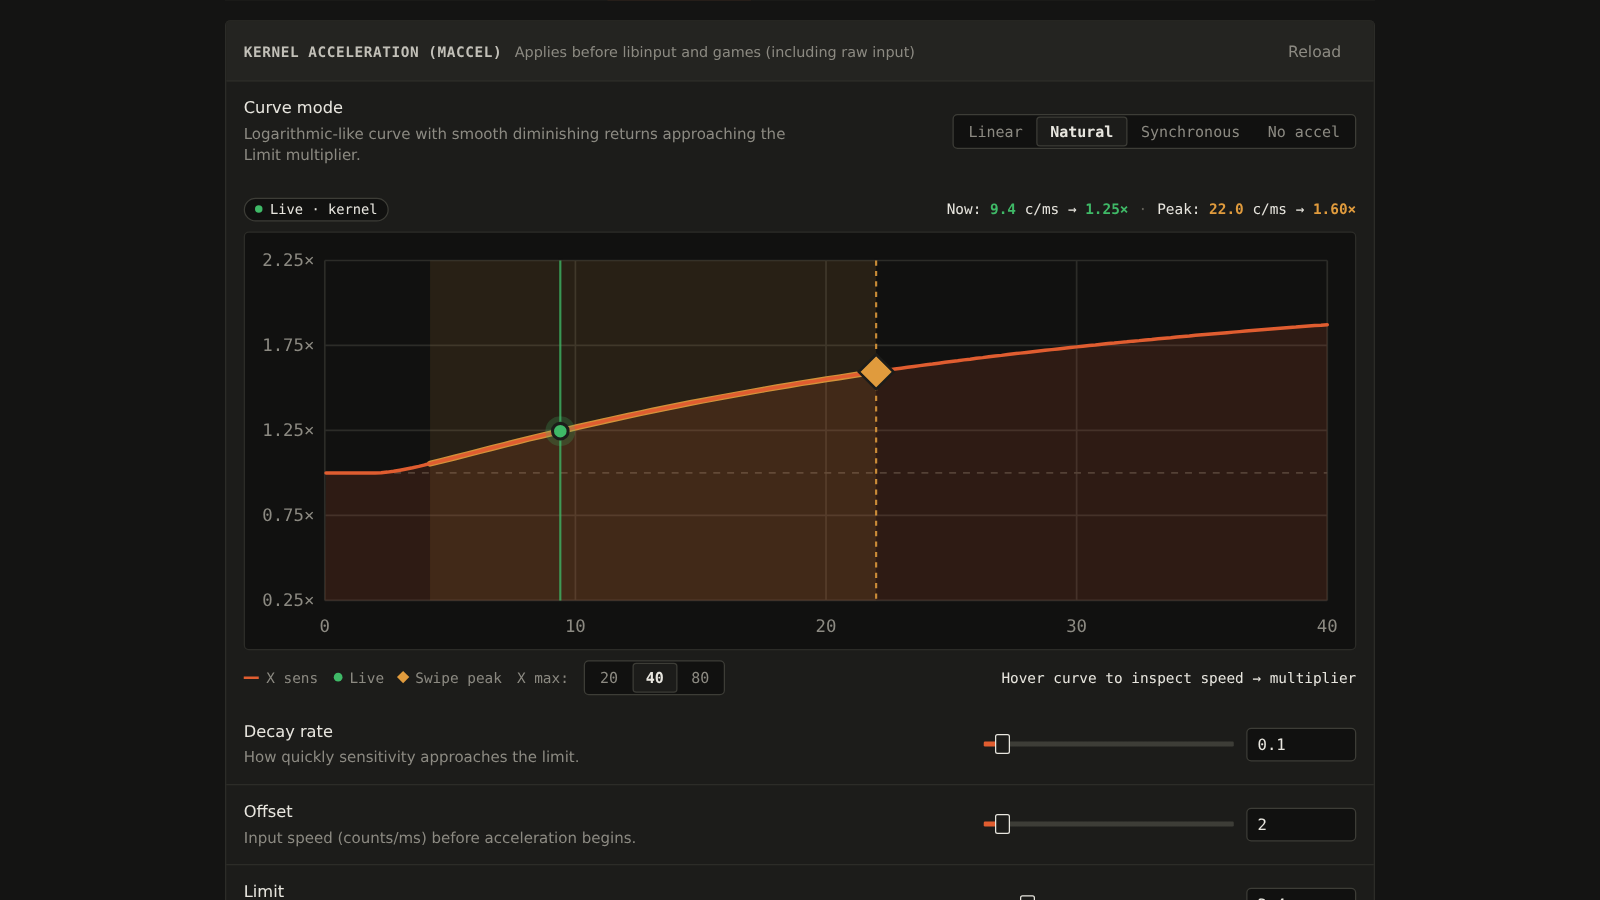 KERNEL ACCELERATION (MACCEL) Applies before libinput and games (including raw input) Reload
Curve mode
Logarithmic-like curve with smooth diminishing returns approaching the
Limit multiplier.
Linear Natural Synchronous No accel
Live · kernel
Now: 9.4 c/ms → 1.25× · Peak: 22.0 c/ms → 1.60×
2.25×
1.75×
1.25×
0.75×
0.25×
0 10 20 30 40
X sens Live Swipe peak X max: 20 40 80 Hover curve to inspect speed → multiplier
Decay rate
How quickly sensitivity approaches the limit.
0.1
Offset
Input speed (counts/ms) before acceleration begins.
2
Limit